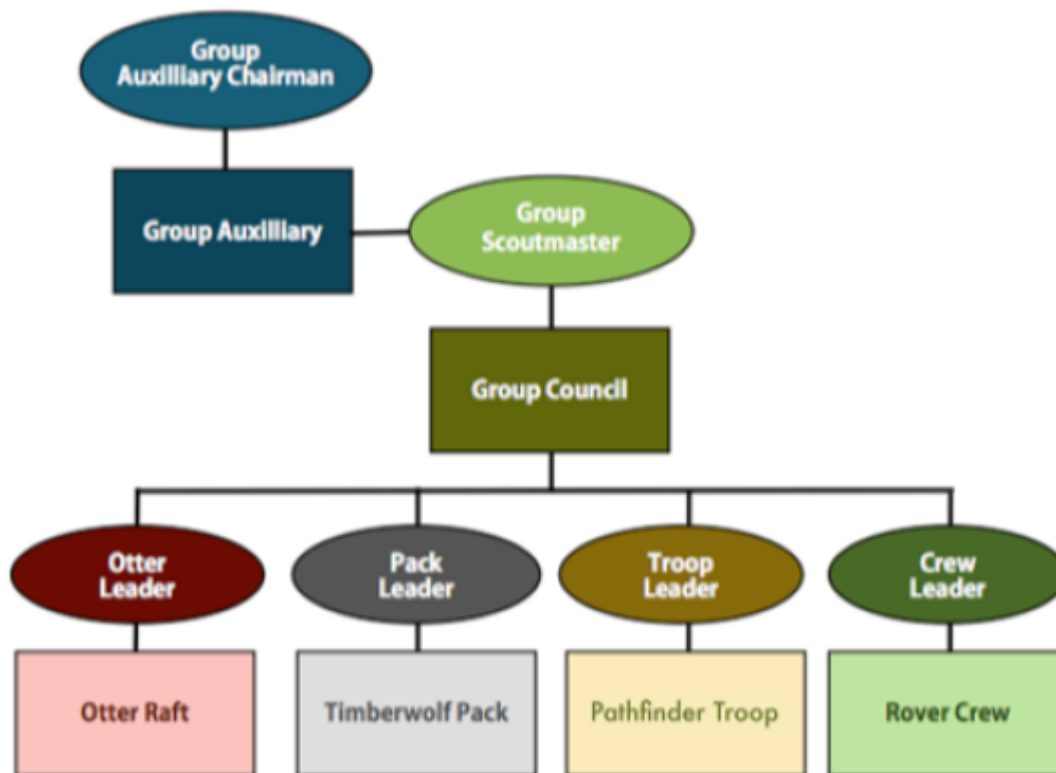 Group
Auxilliary Chairman
Group Auxilliary
Group
Scoutmaster
Group Council
Otter
Leader
Pack
Leader
Troop
Leader
Crew
Leader
Otter Raft
Timberwolf Pack
Pathfinder Troop
Rover Crew